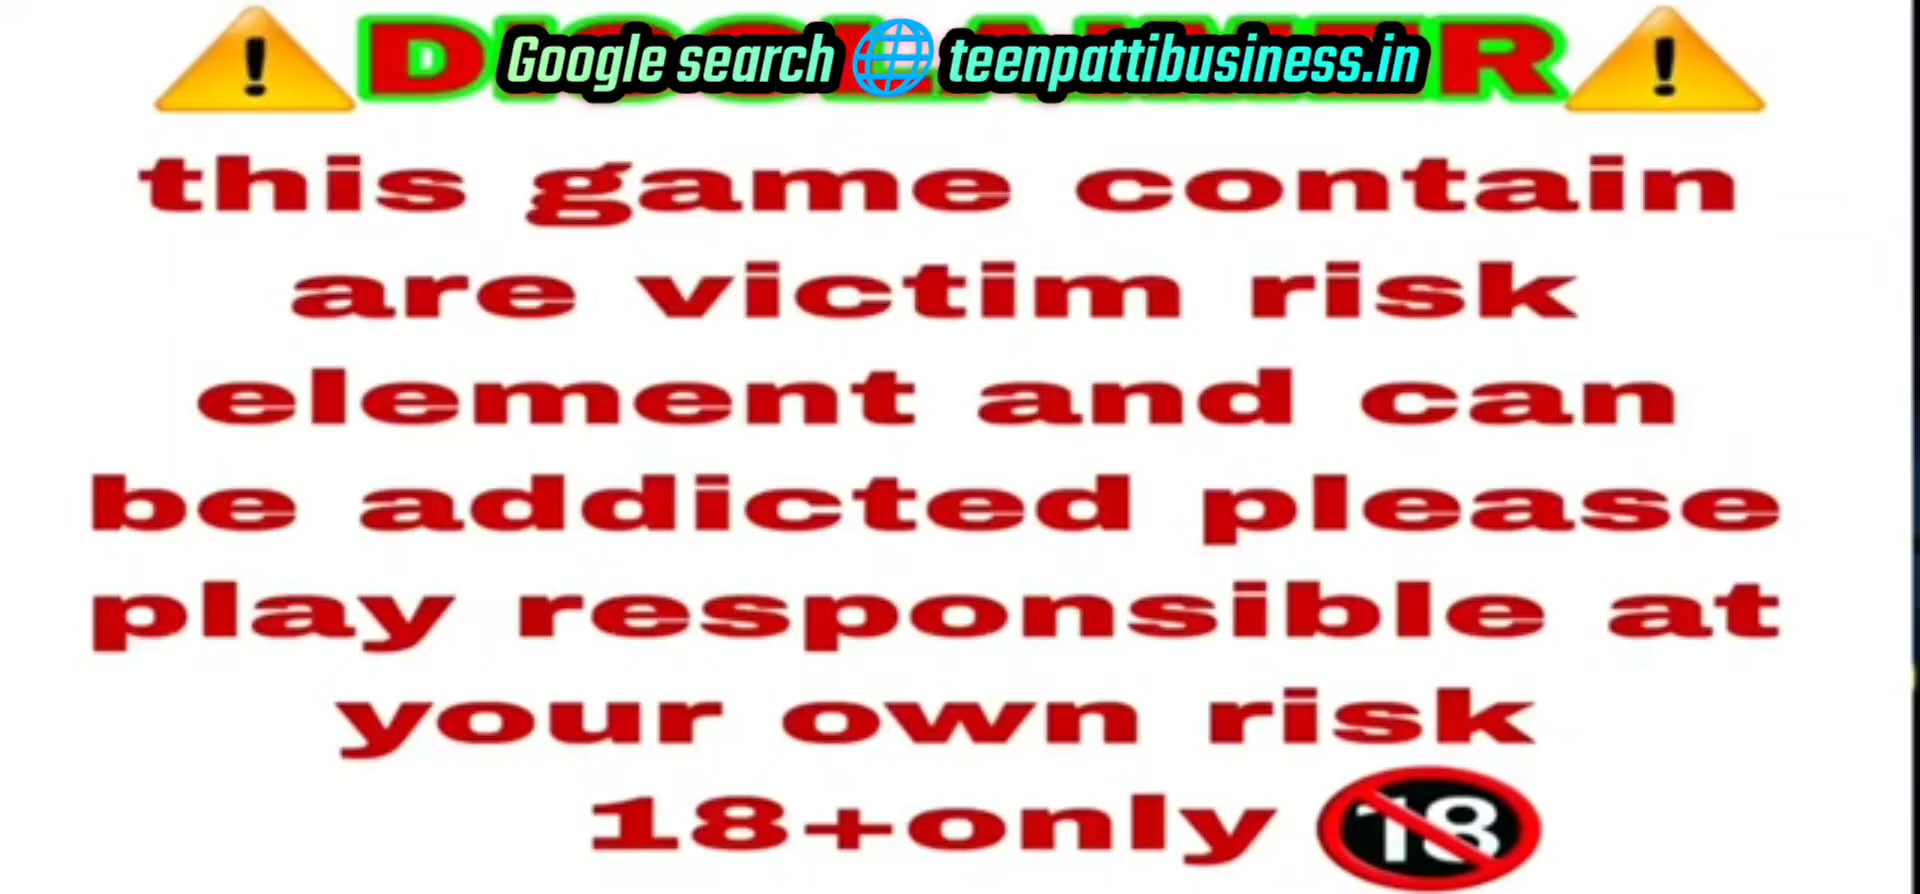 Google search teenpattibusiness.in
this game contain
are victim risk
element and can
be addicted please
play responsible at
your own risk
18+only 18